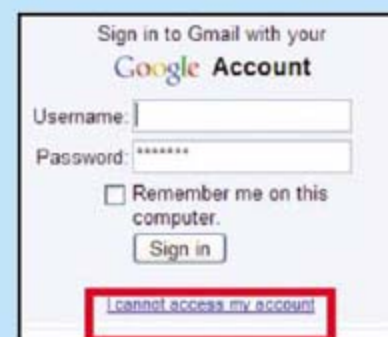 Sign in to Gmail with your
Google Account
Username:
Password: *******
Remember me on this
computer.
Sign in
I cannot access my account